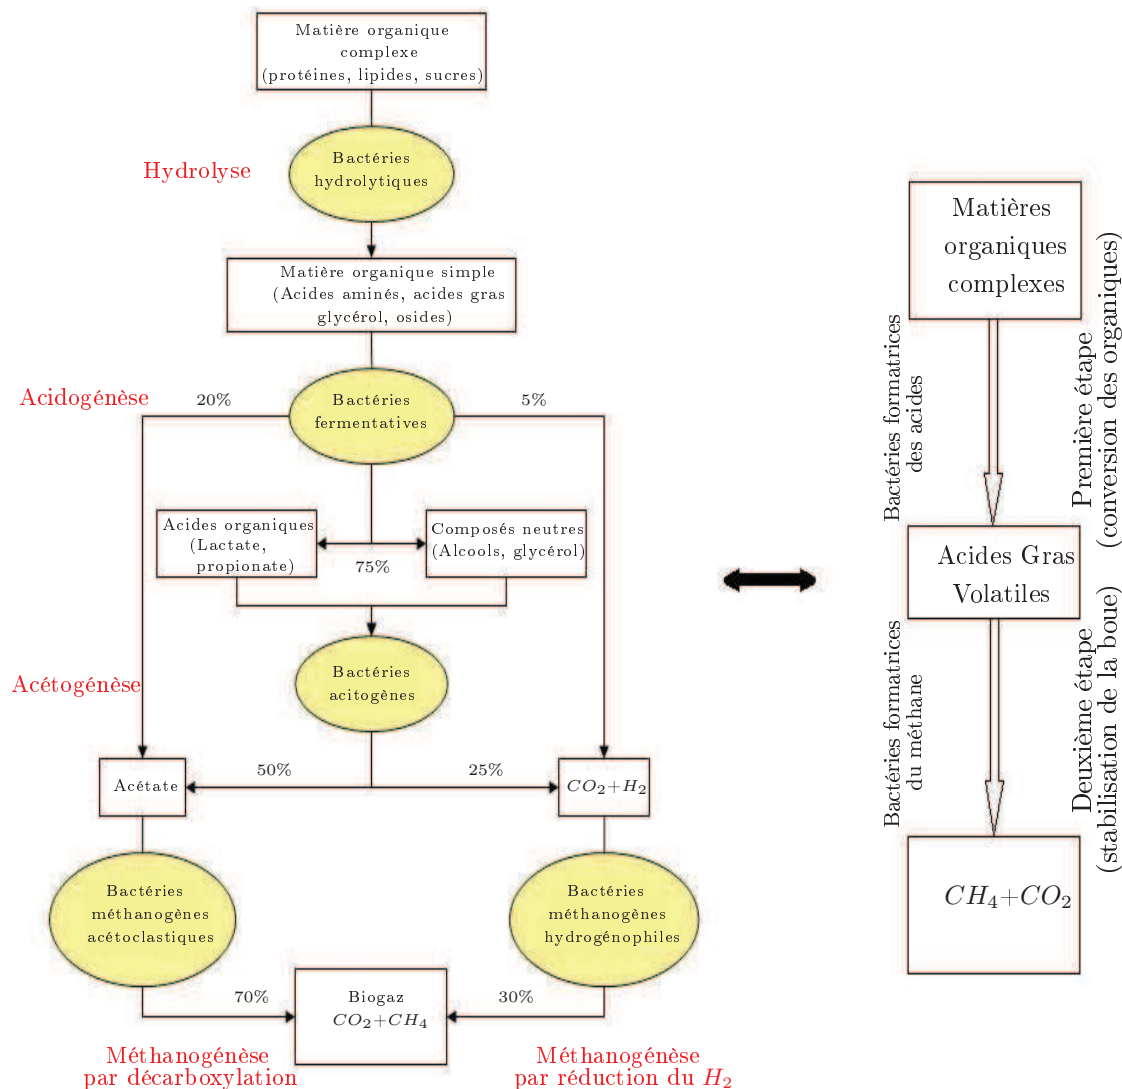 Matière organique
complexe
(protéines, lipides, sucres)
Hydrolyse
Bactéries
hydrolytiques
Matière organique simple
(Acides aminés, acides gras
glycérol, osides)
Acidogénèse
20%
Bactéries
fermentatives
5%
Acides organiques
(Lactate,
propionate)
75%
Composés neutres
(Alcools, glycérol)
Acétogénèse
Bactéries
acitogènes
Acétate
50%
25%
CO₂+H₂
Bactéries
méthanogènes
acétoclastiques
Bactéries
méthanogènes
hydrogénophiles
70%
Biogaz
CO₂+CH₄
30%
Méthanogénèse
par décarboxylation
Méthanogénèse
par réduction du H₂
Matières
organiques
complexes
Bactéries formatrices
des acides
Première étape
(conversion des organiques)
Acides Gras
Volatiles
Bactéries formatrices
du méthane
Deuxième étape
(stabilisation de la boue)
CH₄+CO₂